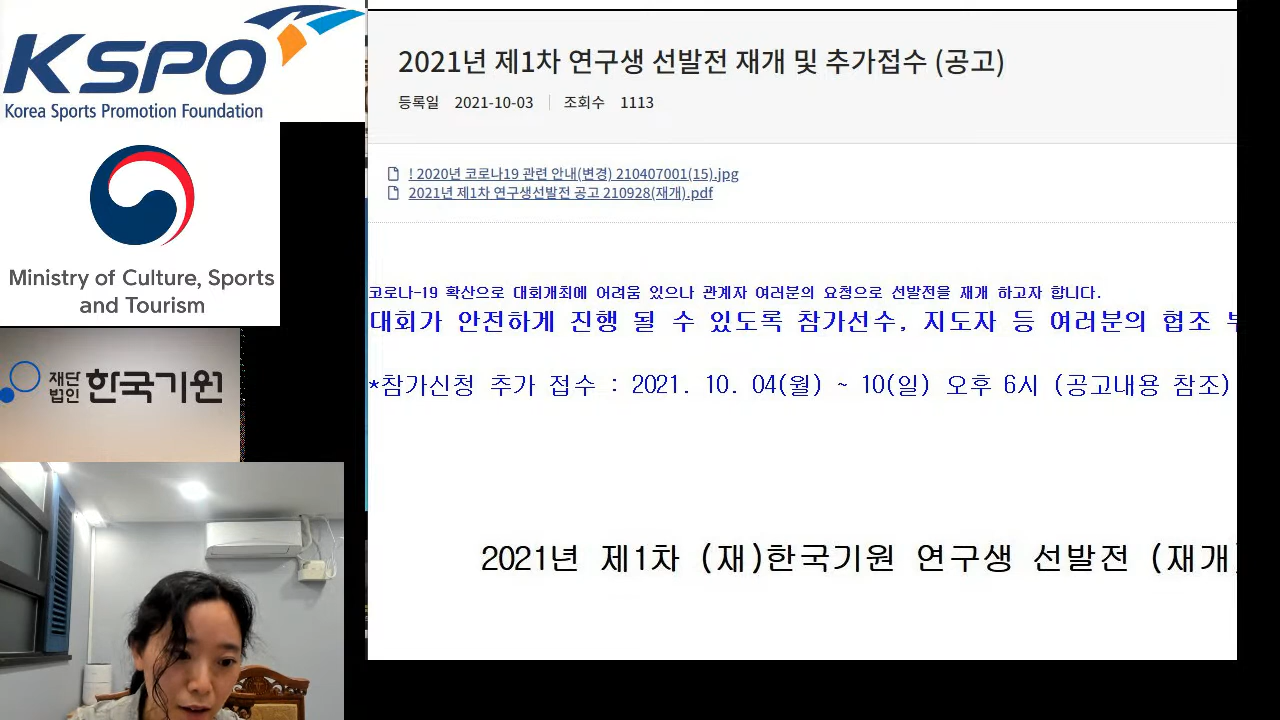 KSPO
Korea Sports Promotion Foundation
Ministry of Culture, Sports
and Tourism
재단
법인
한국기원
2021년 제1차 연구생 선발전 재개 및 추가접수 (공고)
등록일 2021-10-03 조회수 1113
! 2020년 코로나19 관련 안내(변경) 210407001(15).jpg
2021년 제1차 연구생선발전 공고 210928(재개).pdf
코로나-19 확산으로 대회개최에 어려움 있으나 관계자 여러분의 요청으로 선발전을 재개 하고자 합니다.
대회가 안전하게 진행 될 수 있도록 참가선수, 지도자 등 여러분의 협조
*참가신청 추가 접수 : 2021. 10. 04(월) ~ 10(일) 오후 6시 (공고내용 참조)
2021년 제1차 (재)한국기원 연구생 선발전 (재개